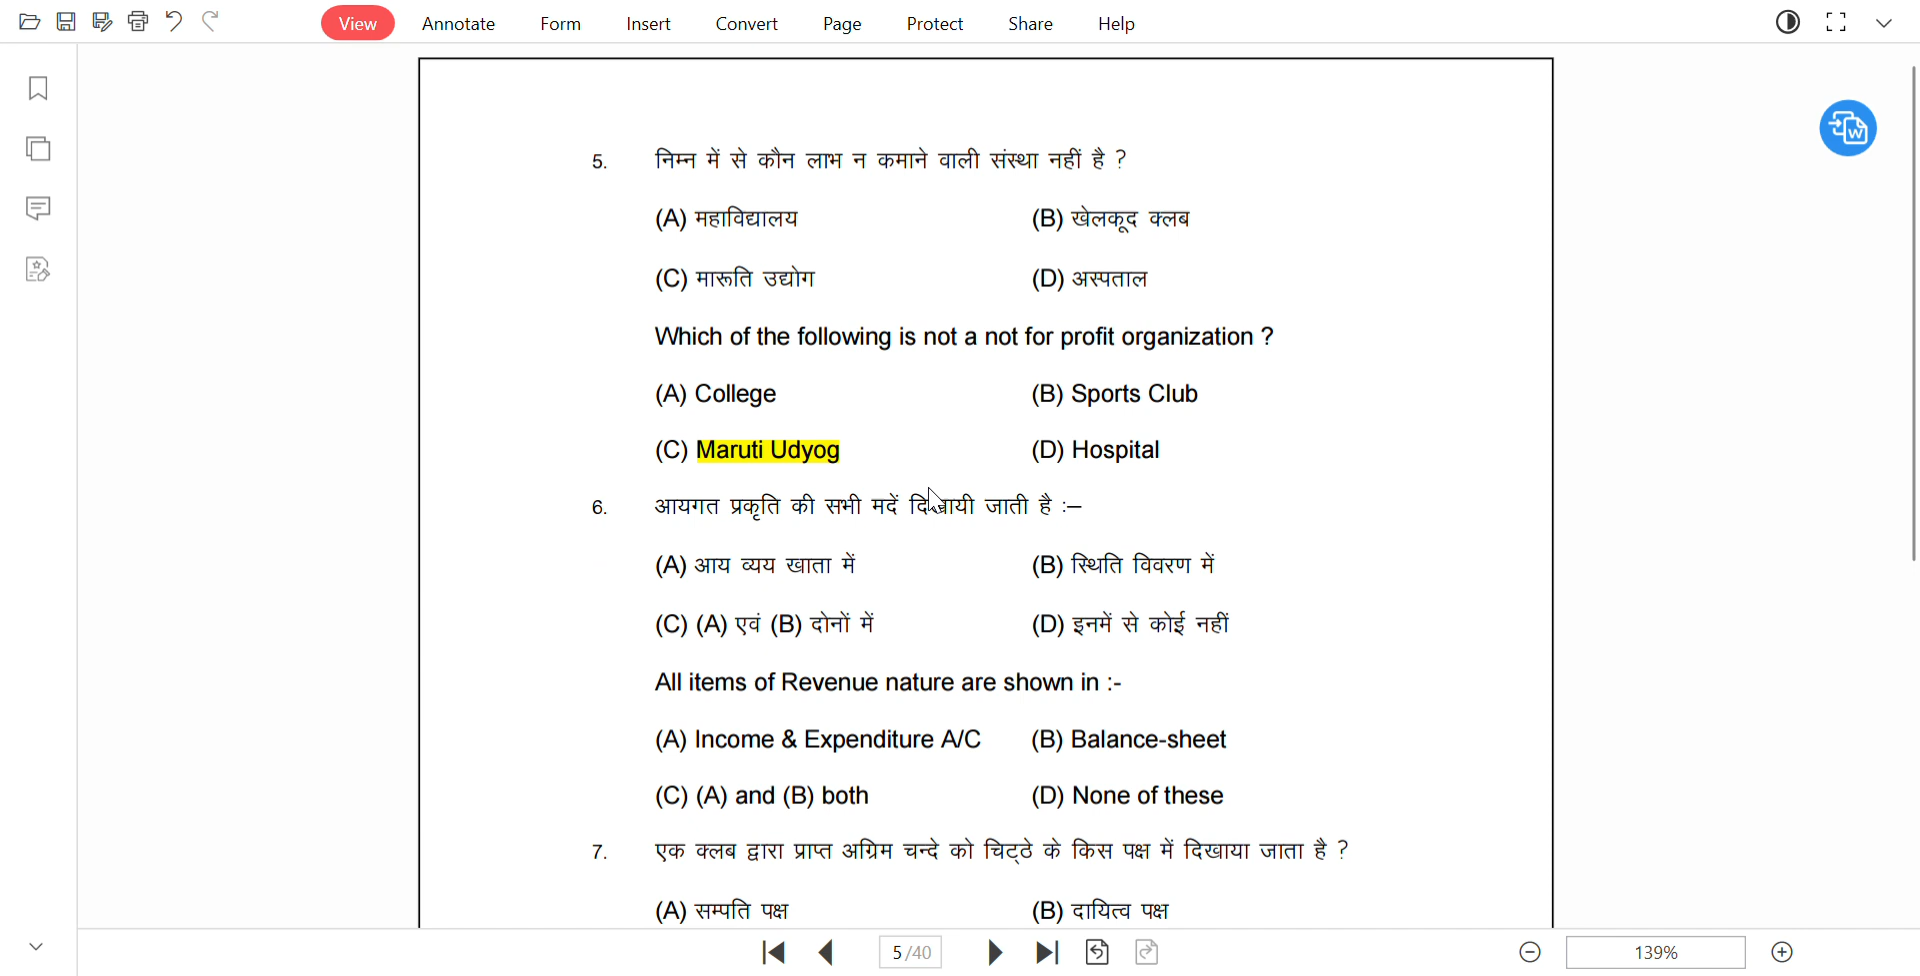 View Annotate Form Insert Convert Page Protect Share Help
5. निम्न में से कौन लाभ न कमाने वाली संस्था नहीं है ?
(A) महाविद्यालय (B) खेलकूद क्लब
(C) मारूति उद्योग (D) अस्पताल
Which of the following is not a not for profit organization ?
(A) College (B) Sports Club
(C) Maruti Udyog (D) Hospital
6. आयगत प्रकृति की सभी मदें दिखायी जाती है :–
(A) आय व्यय खाता में (B) स्थिति विवरण में
(C) (A) एवं (B) दोनों में (D) इनमें से कोई नहीं
All items of Revenue nature are shown in :-
(A) Income & Expenditure A/C (B) Balance-sheet
(C) (A) and (B) both (D) None of these
7. एक क्लब द्वारा प्राप्त अग्रिम चन्दे को चिट्ठे के किस पक्ष में दिखाया जाता है ?
(A) सम्पति पक्ष (B) दायित्व पक्ष
5 /40 139%